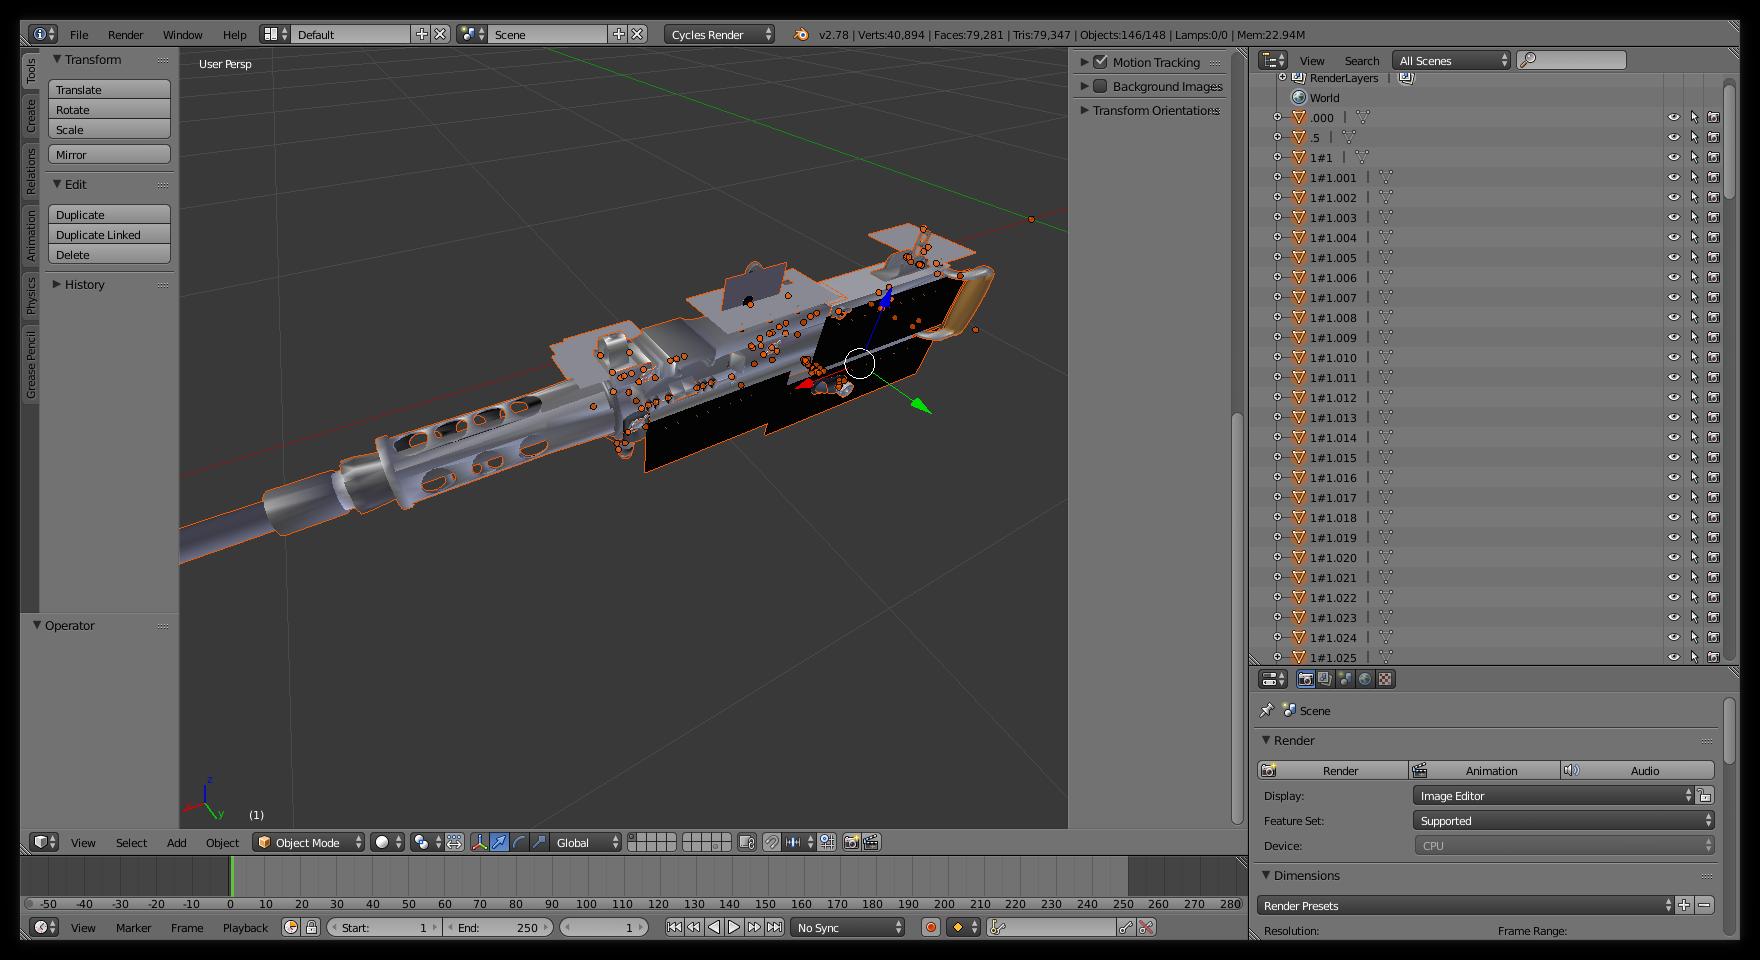 File Render Window Help Default Scene Cycles Render v2.78 | Verts:40,894 | Faces:79,281 | Tris:79,347 | Objects:146/148 | Lamps:0/0 | Mem:22.94M
Tools
Create
Relations
Animation
Physics
Grease Pencil
Transform
Translate
Rotate
Scale
Mirror
Edit
Duplicate
Duplicate Linked
Delete
History
Operator
User Persp
z
y
(1)
Motion Tracking
Background Images
Transform Orientations
View Search All Scenes
RenderLayers |
World
.000 |
.5 |
1#1 |
1#1.001 |
1#1.002 |
1#1.003 |
1#1.004 |
1#1.005 |
1#1.006 |
1#1.007 |
1#1.008 |
1#1.009 |
1#1.010 |
1#1.011 |
1#1.012 |
1#1.013 |
1#1.014 |
1#1.015 |
1#1.016 |
1#1.017 |
1#1.018 |
1#1.019 |
1#1.020 |
1#1.021 |
1#1.022 |
1#1.023 |
1#1.024 |
1#1.025 |
Scene
Render
Render Animation Audio
Display: Image Editor
Feature Set: Supported
Device: CPU
Dimensions
Render Presets
Resolution: Frame Range:
View Select Add Object Object Mode Global
-50 -40 -30 -20 -10 0 10 20 30 40 50 60 70 80 90 100 110 120 130 140 150 160 170 180 190 200 210 220 230 240 250 260 270 280
View Marker Frame Playback Start: 1 End: 250 1 No Sync